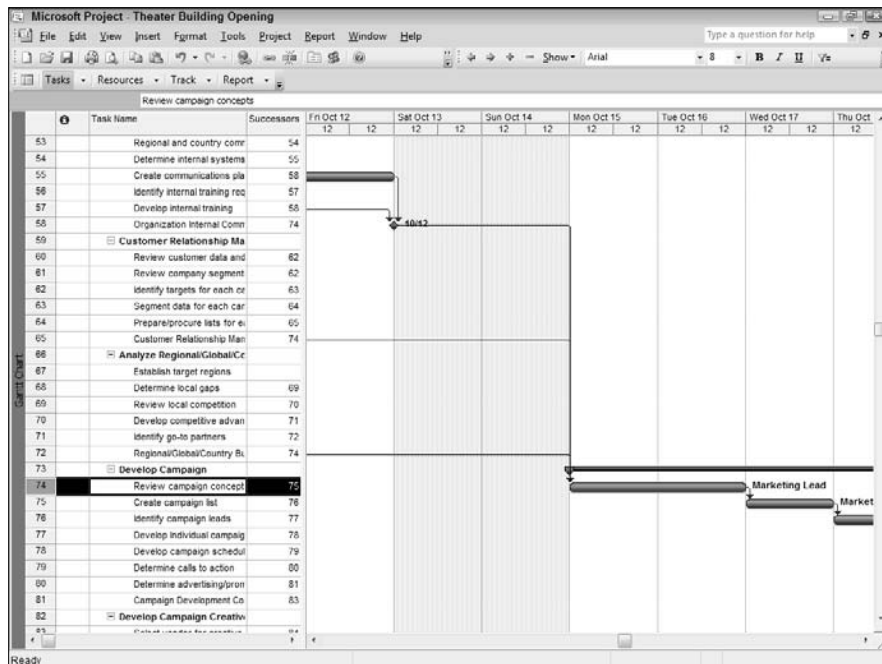 Microsoft Project - Theater Building Opening
File Edit View Insert Format Tools Project Report Window Help Type a question for help
Show Arial 8 B I U
Tasks Resources Track Report
Review campaign concepts
Task Name Successors Fri Oct 12 Sat Oct 13 Sun Oct 14 Mon Oct 15 Tue Oct 16 Wed Oct 17 Thu Oct
12 12 12 12 12 12 12 12 12 12 12 12 12
53 Regional and country comr 54
54 Determine internal systems 55
55 Create communications pla 58
56 Identify internal training req 57
57 Develop internal training 58
58 Organization Internal Comm 74 10/12
59 Customer Relationship Ma
60 Review customer data and 62
61 Review company segment 62
62 Identify targets for each ca 63
63 Segment data for each car 64
64 Prepare/procure lists for e 65
65 Customer Relationship Man 74
66 Analyze Regional/Global/Cc
67 Establish target regions
68 Determine local gaps 69
69 Review local competition 70
70 Develop competitive advan 71
71 Identify go-to partners 72
72 Regional/Global/Country Bu 74
73 Develop Campaign
74 Review campaign concept 75 Marketing Lead
75 Create campaign list 76 Market
76 Identify campaign leads 77
77 Develop individual campaig 78
78 Develop campaign schedul 79
79 Determine calls to action 80
80 Determine advertising/prom 81
81 Campaign Development Co 83
82 Develop Campaign Creative
Gantt Chart
Ready